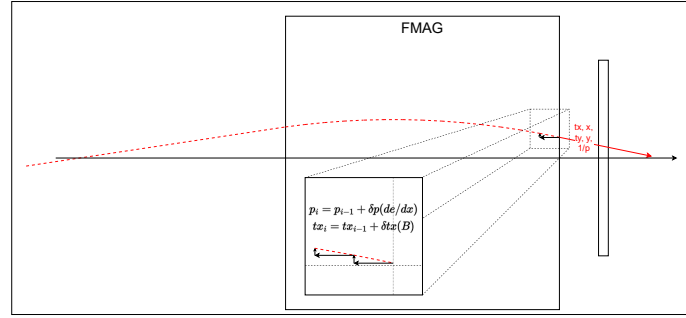 FMAG
tx, x,
ty, y,
1/p
p_i = p_{i−1} + δp(de/dx)
tx_i = tx_{i−1} + δtx(B)